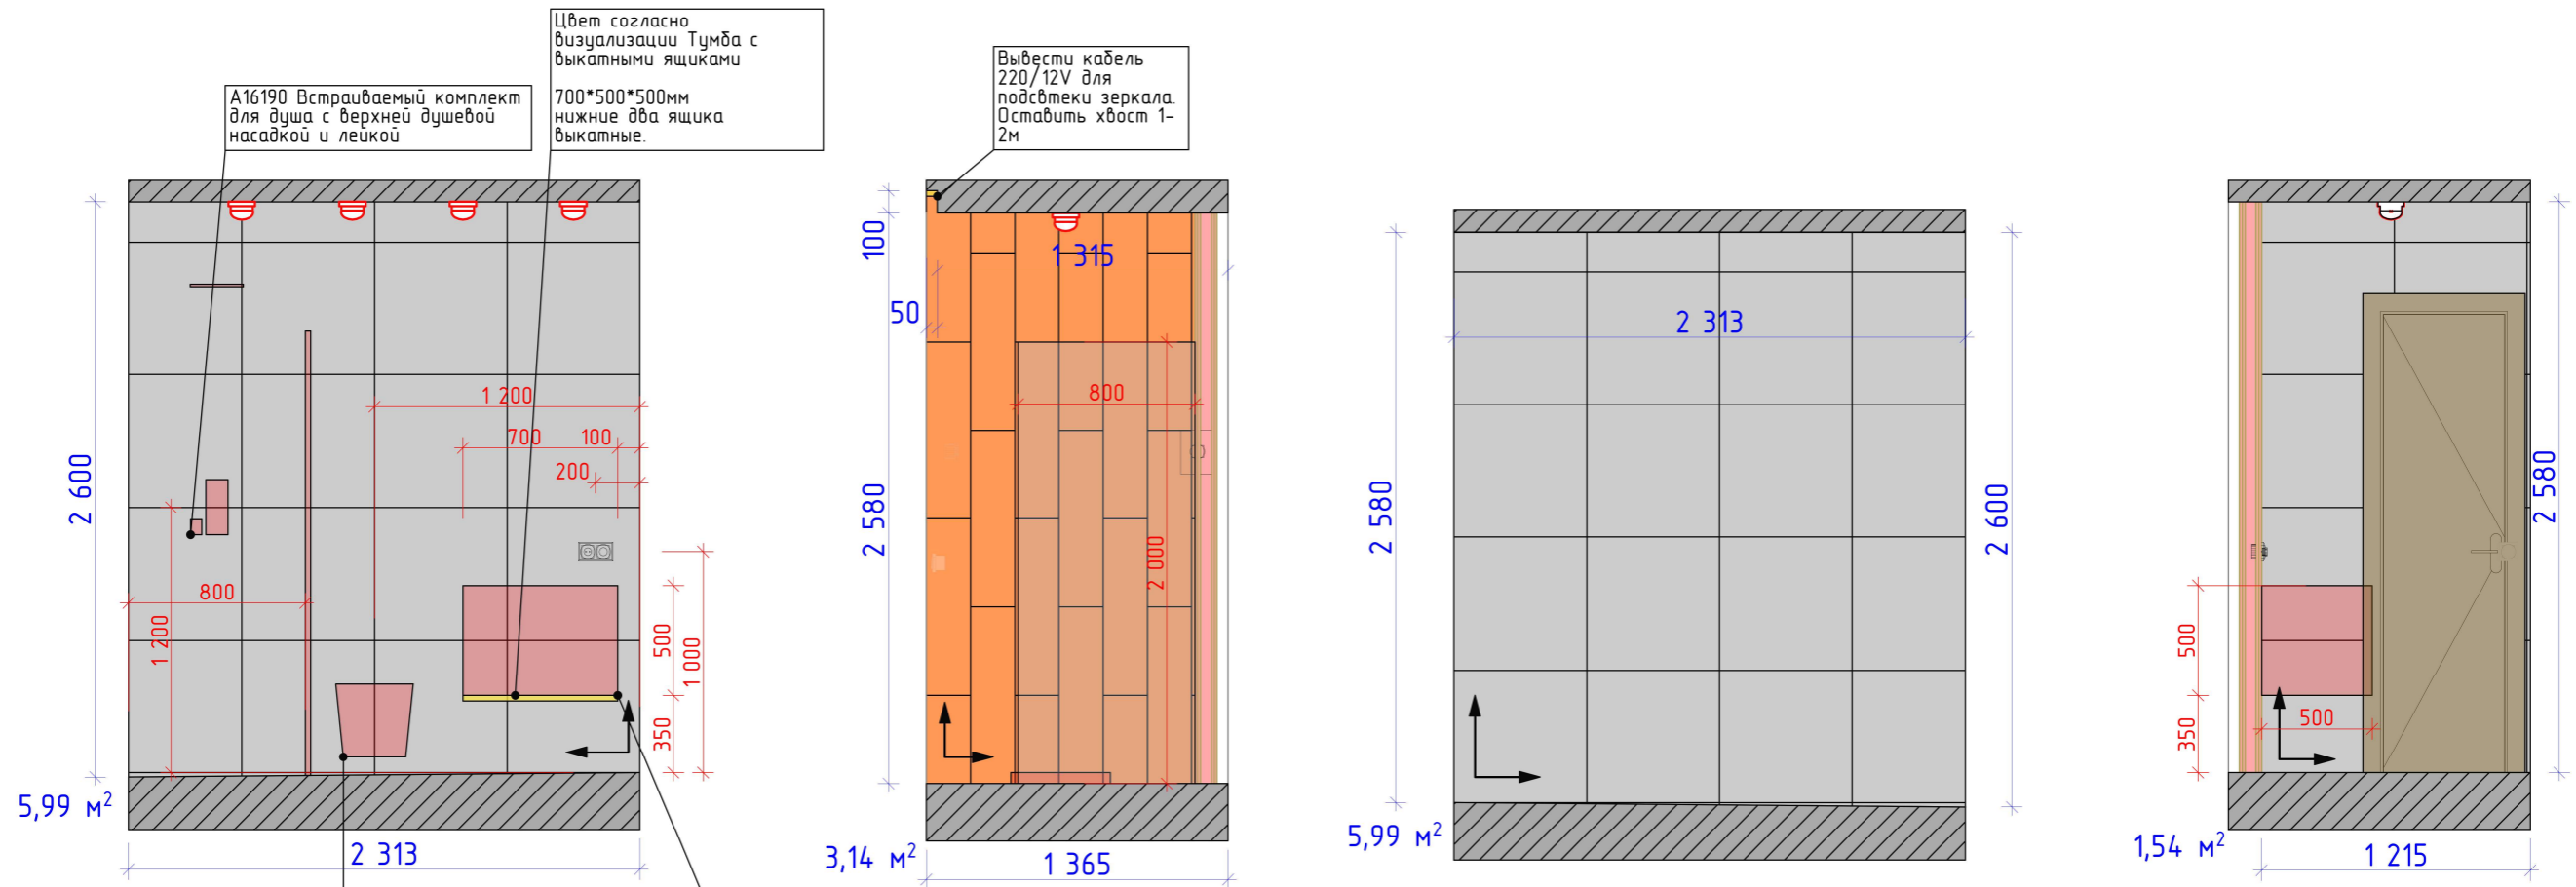 Цвет согласно
визуализации Тумба с
выкатными ящиками
700*500*500мм
нижние два ящика
выкатные.
А16190 Встраиваемый комплект
для душа с верхней душевой
насадкой и лейкой
Вывести кабель
220/12V для
подсвтеки зеркала.
Оставить хвост 1-
2м
2 600
1 200
700
100
200
800
1 200
500
1 000
350
5,99 м²
2 313
100
1 315
50
800
2 580
2 000
3,14 м²
1 365
2 313
2 580
2 600
5,99 м²
2 580
500
500
350
1,54 м²
1 215